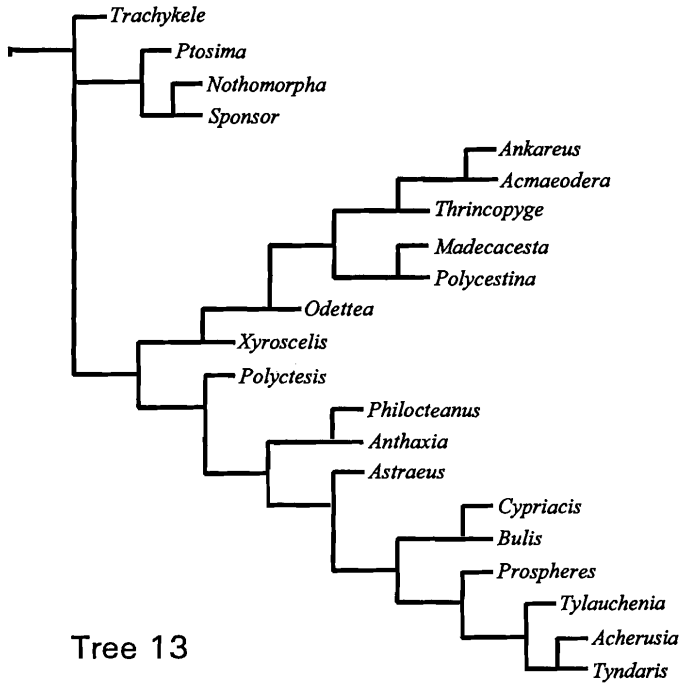 Trachykele
Ptosima
Nothomorpha
Sponsor
Ankareus
Acmaeodera
Thrincopyge
Madecacesta
Polycestina
Odettea
Xyroscelis
Polyctesis
Philocteanus
Anthaxia
Astraeus
Cypriacis
Bulis
Prospheres
Tylauchenia
Acherusia
Tyndaris
Tree 13